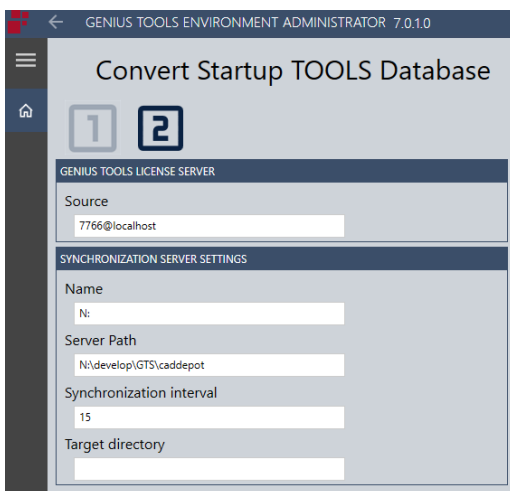 GENIUS TOOLS ENVIRONMENT ADMINISTRATOR 7.0.1.0
Convert Startup TOOLS Database
1 2
GENIUS TOOLS LICENSE SERVER
Source
7766@localhost
SYNCHRONIZATION SERVER SETTINGS
Name
N:
Server Path
N:\develop\GTS\caddepot
Synchronization interval
15
Target directory